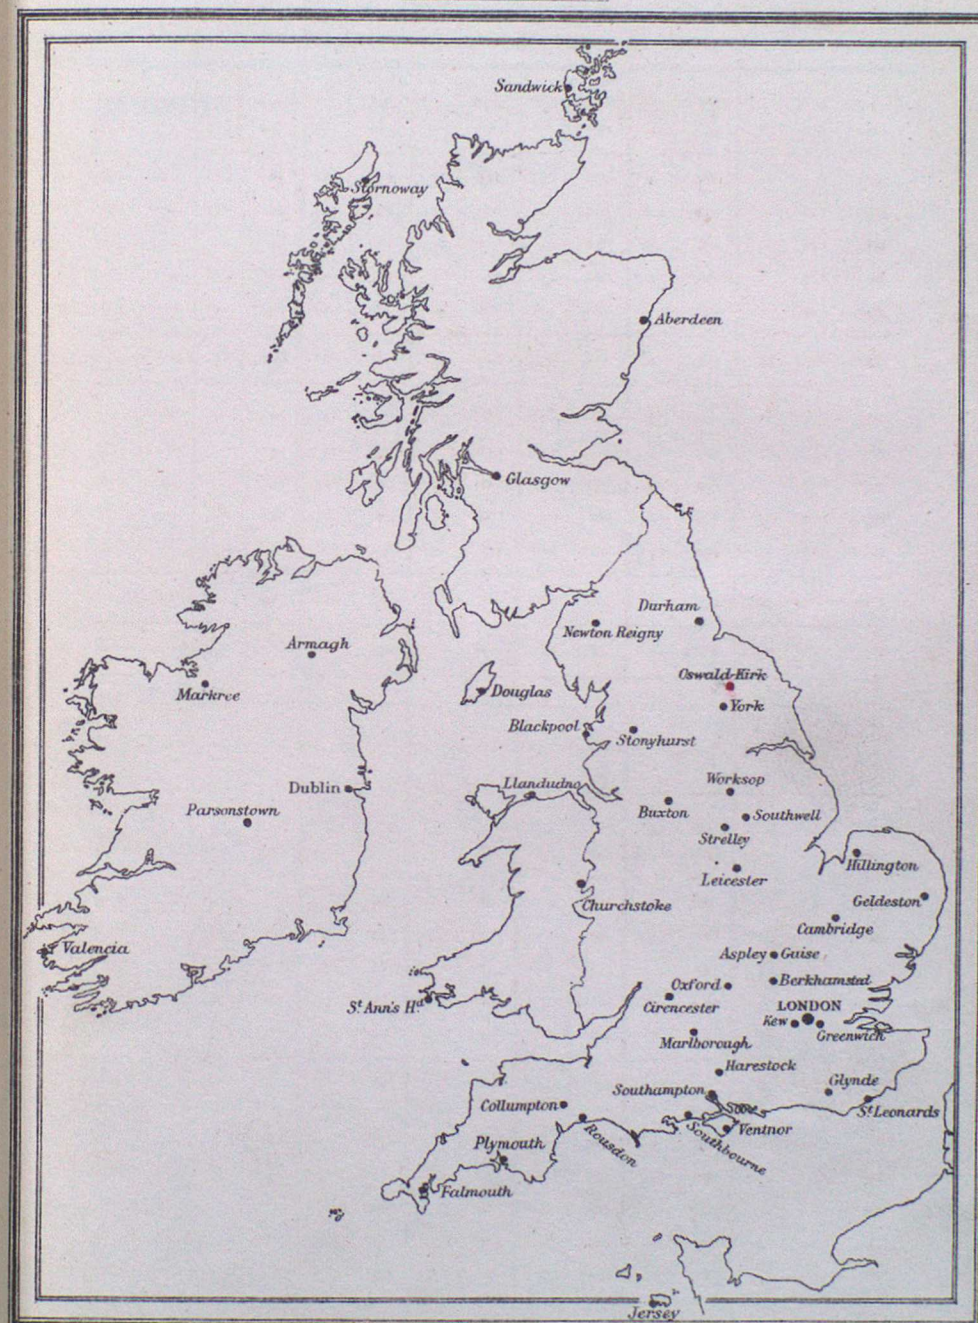 Sandwick
Stornoway
Aberdeen
Glasgow
Durham
Newton Reigny
Armagh
Oswald-Kirk
Markree
Douglas
York
Blackpool
Stonyhurst
Dublin
Llandudno
Worksop
Parsonstown
Buxton
Southwell
Strelley
Hillington
Leicester
Geldeston
Churchstoke
Cambridge
Valencia
Aspley Guise
Oxford
Berkhamsted
St Ann's Hd
Cirencester
LONDON
Kew
Greenwich
Marlborough
Harestock
Glynde
Southampton
Collumpton
St Leonards
Rousdon
Southbourne
Ventnor
Plymouth
Falmouth
Jersey